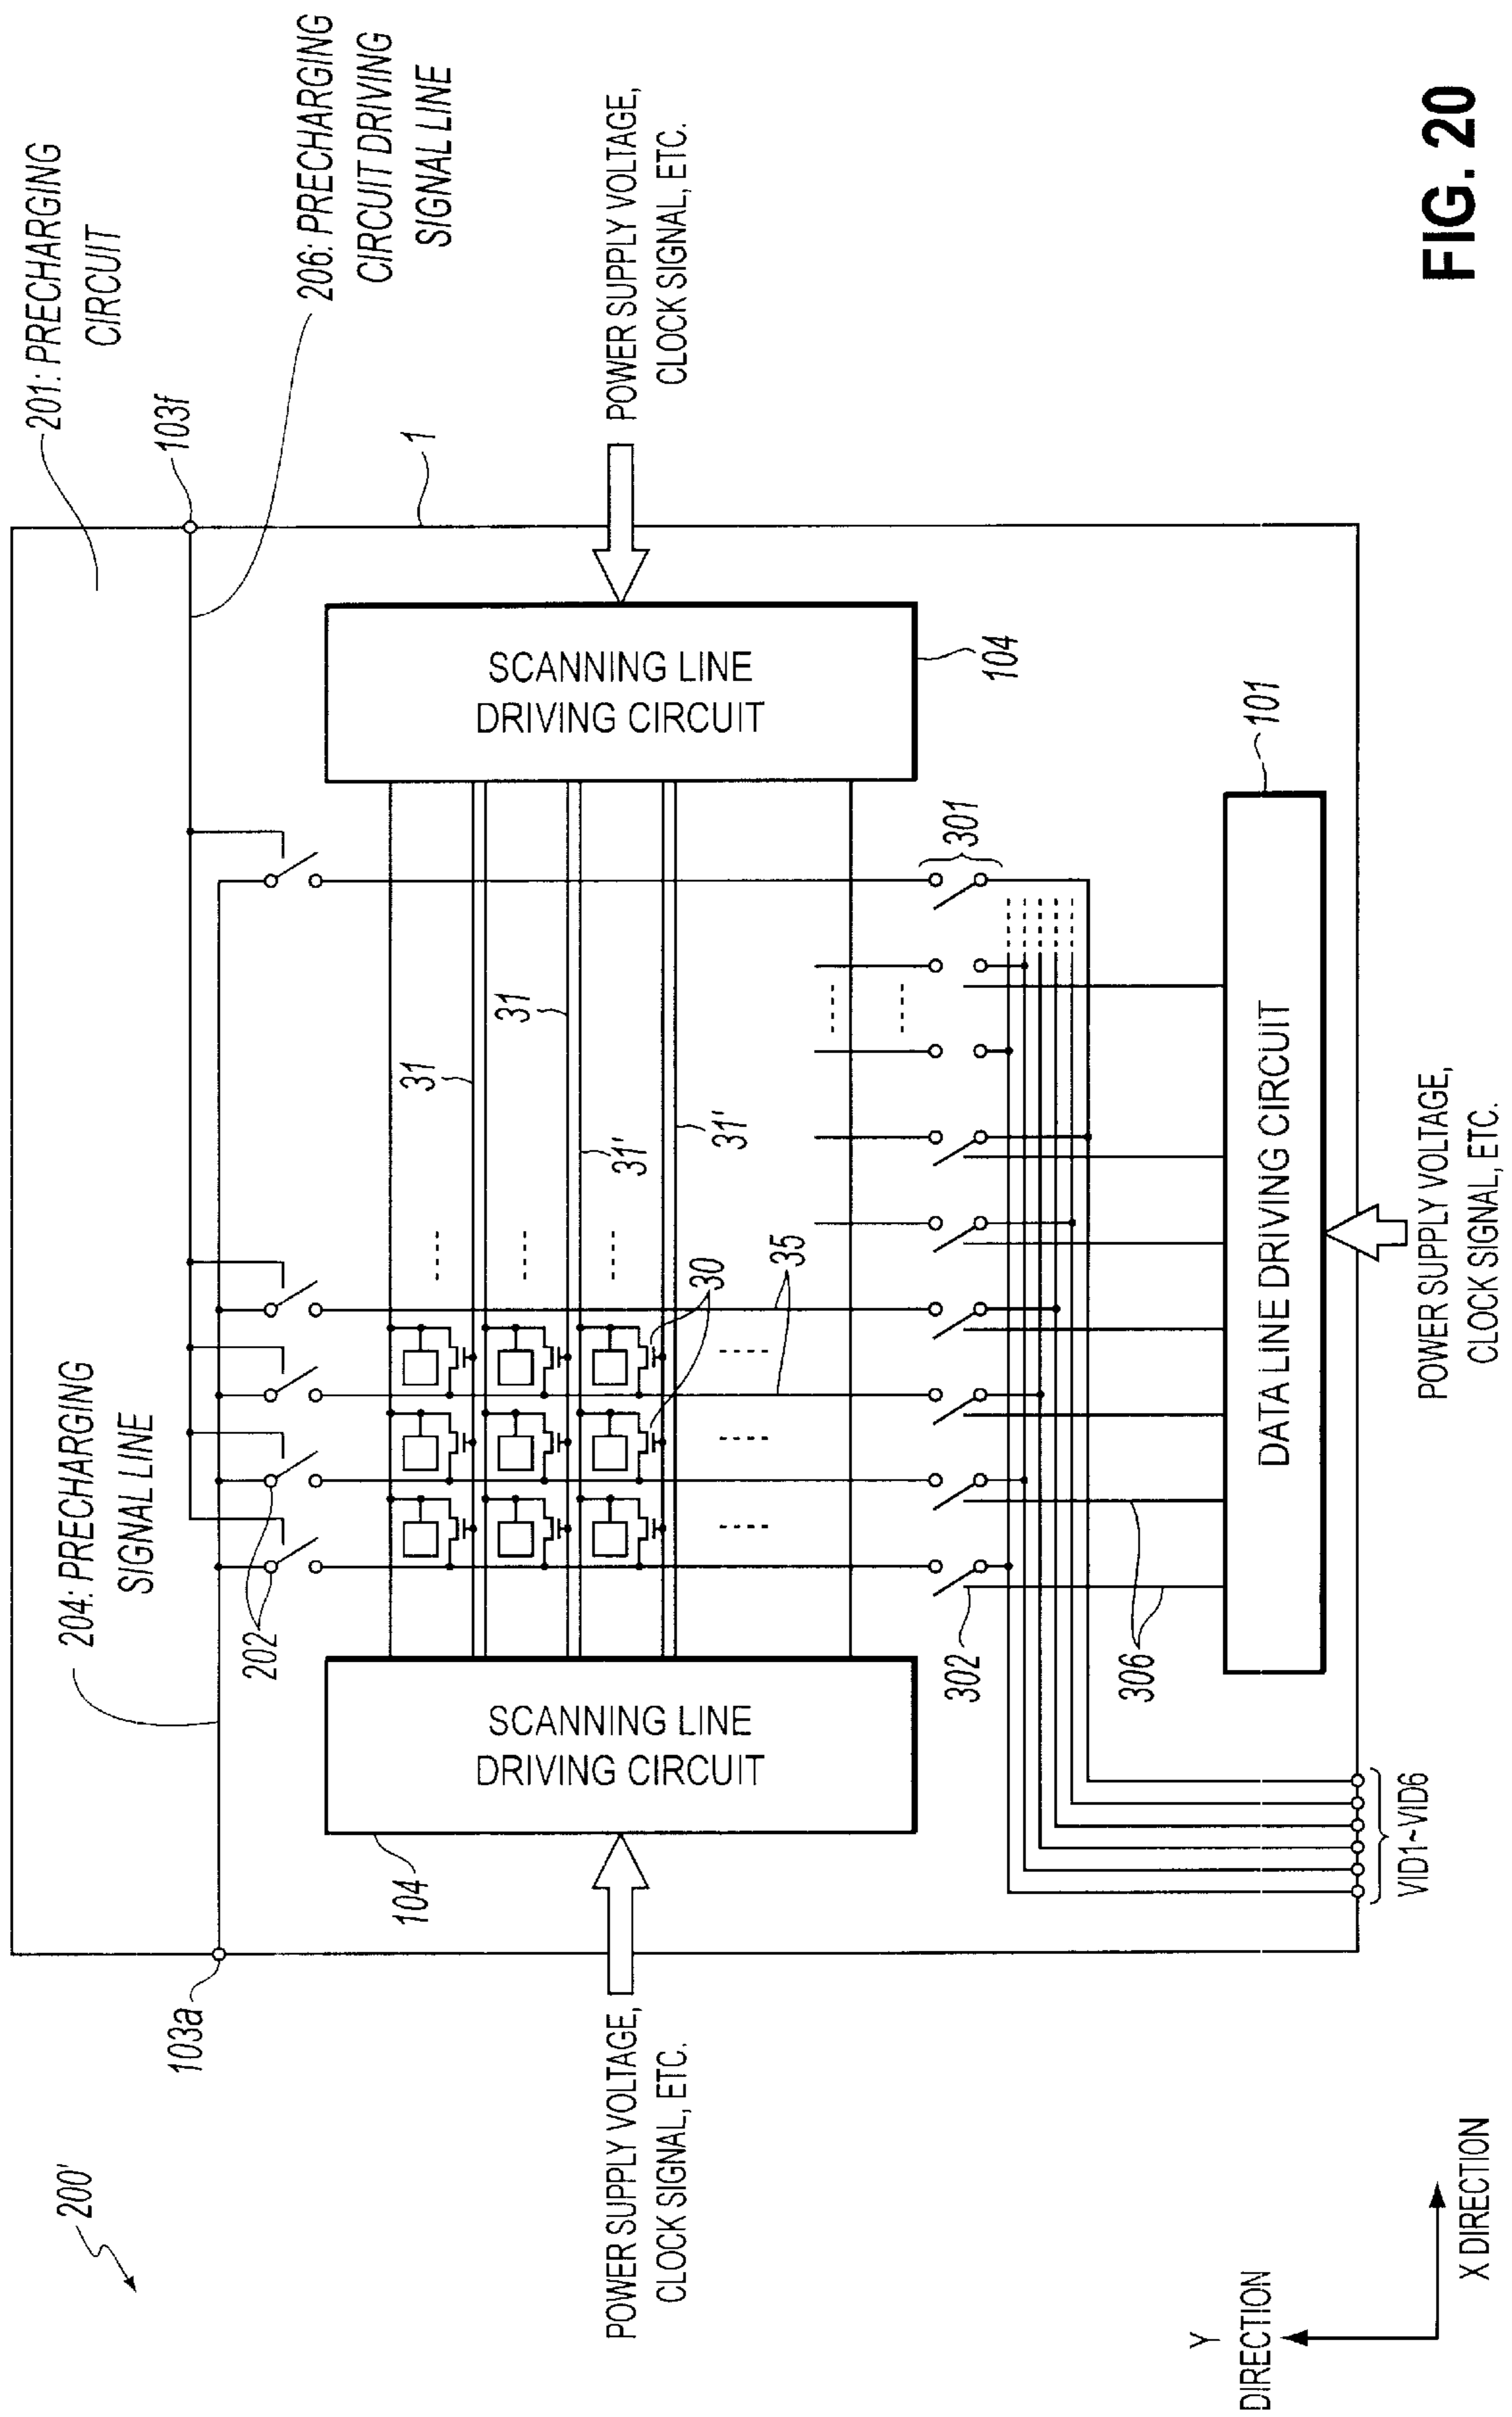 200'
201: PRECHARGING
CIRCUIT
204: PRECHARGING
SIGNAL LINE
206: PRECHARGING
CIRCUIT DRIVING
SIGNAL LINE
103a
103f
202
1
104
SCANNING LINE
DRIVING CIRCUIT
SCANNING LINE
DRIVING CIRCUIT
104
31
31
31'
31'
30
35
POWER SUPPLY VOLTAGE,
CLOCK SIGNAL, ETC.
POWER SUPPLY VOLTAGE,
CLOCK SIGNAL, ETC.
301
302
306
101
DATA LINE DRIVING CIRCUIT
VID1~VID6
POWER SUPPLY VOLTAGE,
CLOCK SIGNAL, ETC.
Y
DIRECTION
X DIRECTION
FIG. 20